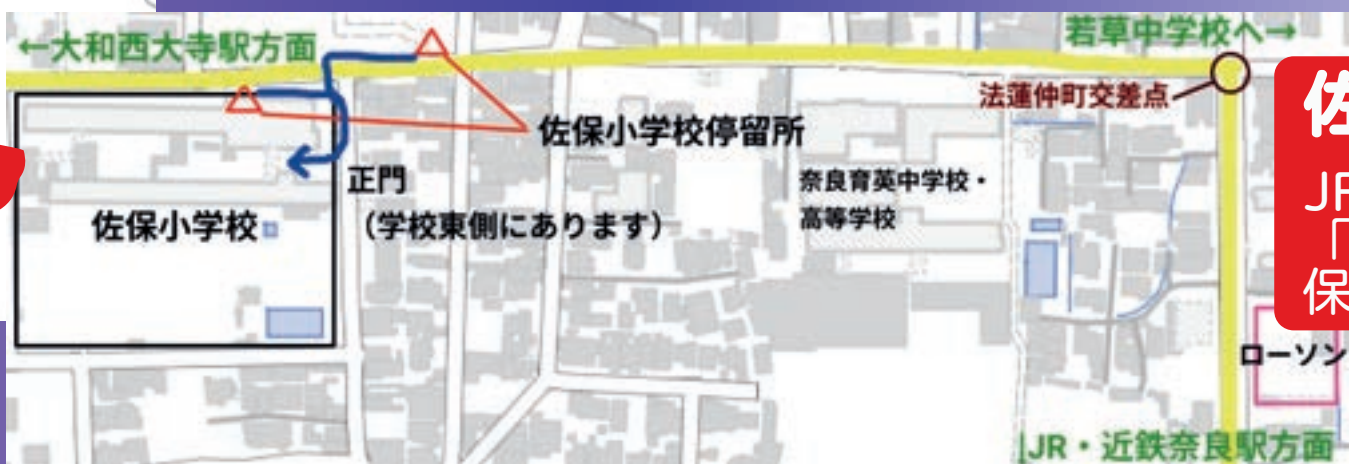 ←大和西大寺駅方面
若草中学校へ→
法蓮仲町交差点
佐保小学校停留所
正門
（学校東側にあります）
佐保小学校
奈良育英中学校・
高等学校
佐
JR
「
保
ローソン
JR・近鉄奈良駅方面